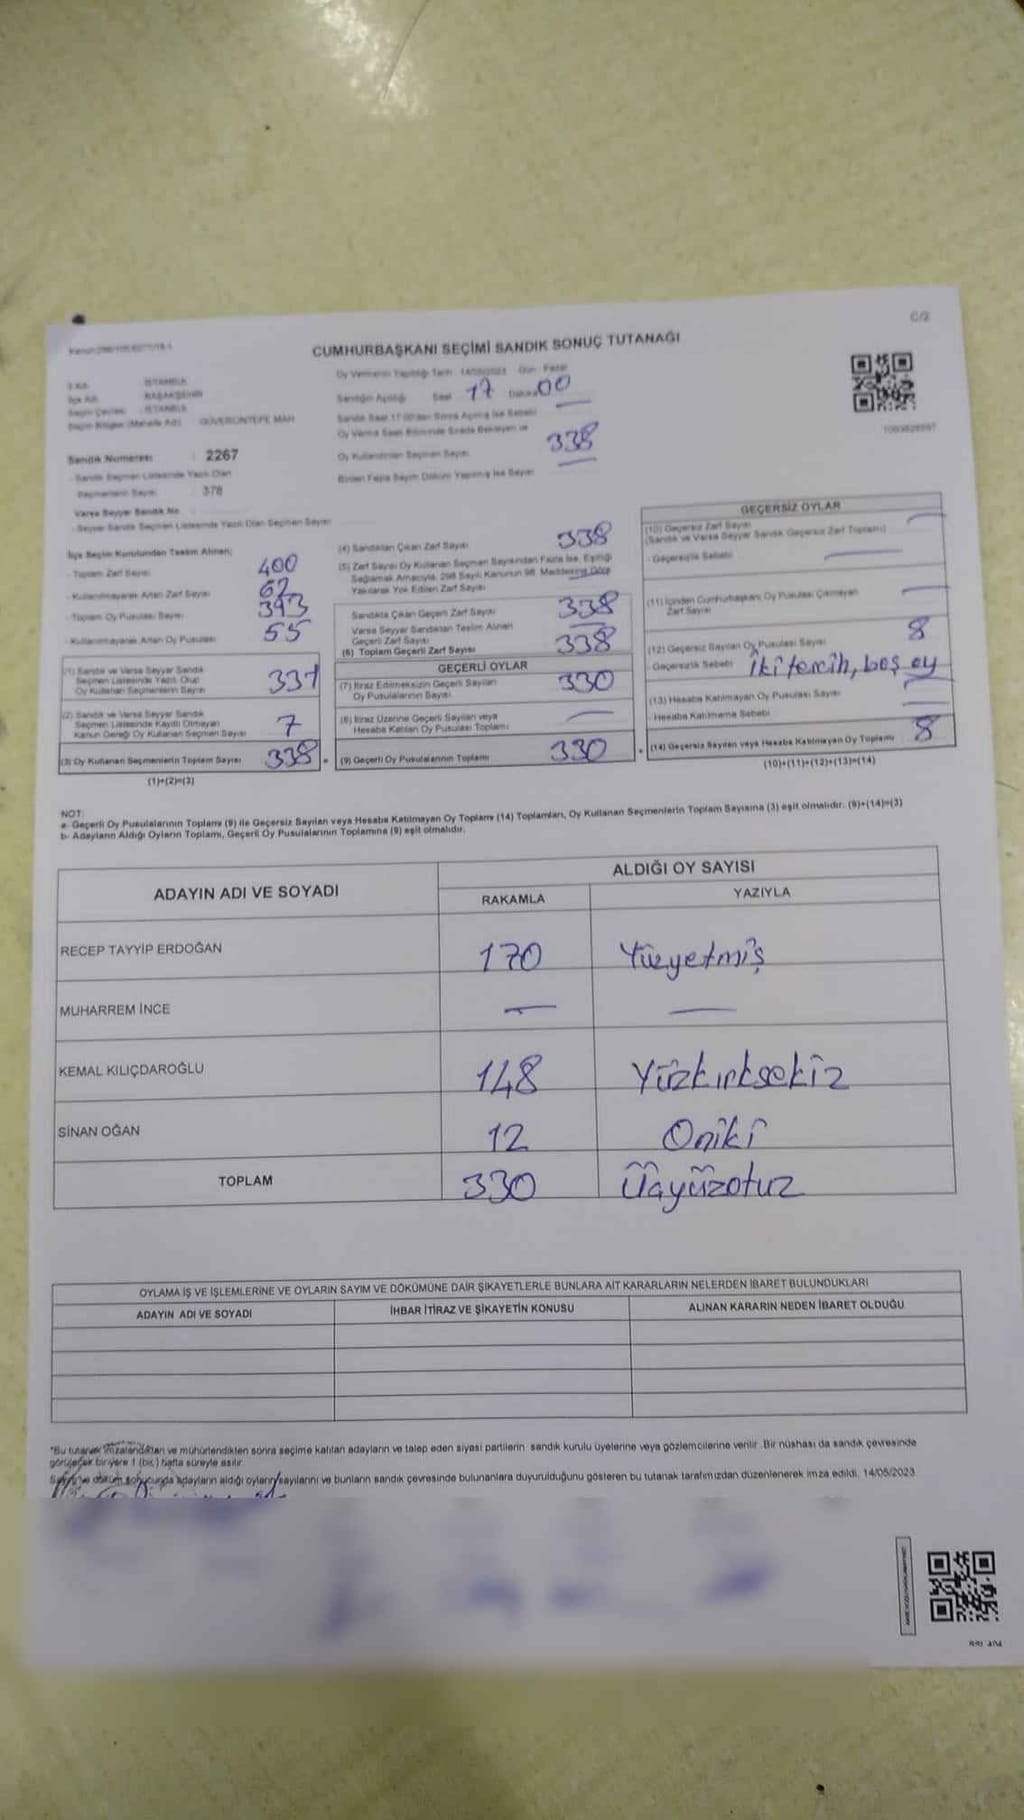 C/2
CUMHURBAŞKANI SEÇİMİ SANDIK SONUÇ TUTANAĞI
İSTANBUL
BAŞAKŞEHİR
İSTANBUL
GÜVERCİNTEPE MAH
Oy Vermenin Yapıldığı Tarih 14/05/2023 Gün Pazar
Sandığın Açıldığı Saat 17 Dakika 00
Sandık Saat 17:00'den Sonra Açılmış İse Sebebi
Oy Verme Saati Bitiminde Sırada Bekleyen ve
Oy Kullandırılan Seçmen Sayısı 338
Birden Fazla Sayım Döküm Yapılmış İse Sayısı
Sandık Numarası : 2267
- Sandık Seçmen Listesinde Yazılı Olan
Seçmenlerin Sayısı : 378
Varsa Seyyar Sandık No
- Seyyar Sandık Seçmen Listesinde Yazılı Olan Seçmen Sayısı
İlçe Seçim Kurulundan Teslim Alınan;
- Toplam Zarf Sayısı 400
- Kullanılmayarak Artan Zarf Sayısı 62
- Toplam Oy Pusulası Sayısı 393
- Kullanılmayarak Artan Oy Pusulası 55
(1) Sandık ve Varsa Seyyar Sandık
Seçmen Listesinde Yazılı Olup
Oy Kullanan Seçmenlerin Sayısı 331
(2) Sandık ve Varsa Seyyar Sandık
Seçmen Listesinde Kayıtlı Olmayan
Kanun Gereği Oy Kullanan Seçmen Sayısı 7
(3) Oy Kullanan Seçmenlerin Toplam Sayısı 338
(1)+(2)=(3)
(4) Sandıktan Çıkan Zarf Sayısı 338
(5) Zarf Sayısı Oy Kullanan Seçmen Sayısından Fazla İse, Eşitliği
Sağlamak Amacıyla, 298 Sayılı Kanunun 98. Maddesine Göre
Yakılarak Yok Edilen Zarf Sayısı
Sandıkta Çıkan Geçerli Zarf Sayısı 338
Varsa Seyyar Sandıktan Teslim Alınan
Geçerli Zarf Sayısı
(6) Toplam Geçerli Zarf Sayısı 338
GEÇERLİ OYLAR
(7) İtiraz Edilmeksizin Geçerli Sayılan
Oy Pusulalarının Sayısı 330
(8) İtiraz Üzerine Geçerli Sayılan veya
Hesaba Katılan Oy Pusulası Toplamı
(9) Geçerli Oy Pusulalarının Toplamı 330
GEÇERSİZ OYLAR
(10) Geçersiz Zarf Sayısı
(Sandık ve Varsa Seyyar Sandık Geçersiz Zarf Toplamı)
- Geçersizlik Sebebi
(11) İçinden Cumhurbaşkanı Oy Pusulası Çıkmayan
Zarf Sayısı
(12) Geçersiz Sayılan Oy Pusulası Sayısı 8
- Geçersizlik Sebebi İki tercih, boş oy
(13) Hesaba Katılmayan Oy Pusulası Sayısı
- Hesaba Katılmama Sebebi
(14) Geçersiz Sayılan veya Hesaba Katılmayan Oy Toplamı 8
(10)+(11)+(12)+(13)=(14)
NOT:
a- Geçerli Oy Pusulalarının Toplamı (9) ile Geçersiz Sayılan veya Hesaba Katılmayan Oy Toplamı (14) Toplamları, Oy Kullanan Seçmenlerin Toplam Sayısına (3) eşit olmalıdır. (9)+(14)=(3)
b- Adayların Aldığı Oyların Toplamı, Geçerli Oy Pusulalarının Toplamına (9) eşit olmalıdır.
ADAYIN ADI VE SOYADI ALDIĞI OY SAYISI
RAKAMLA YAZIYLA
RECEP TAYYİP ERDOĞAN 170 Yüzyetmiş
MUHARREM İNCE — —
KEMAL KILIÇDAROĞLU 148 Yüzkırksekiz
SİNAN OĞAN 12 Oniki
TOPLAM 330 Üçyüzotuz
OYLAMA İŞ VE İŞLEMLERİNE VE OYLARIN SAYIM VE DÖKÜMÜNE DAİR ŞİKAYETLERLE BUNLARA AİT KARARLARIN NELERDEN İBARET BULUNDUKLARI
ADAYIN ADI VE SOYADI İHBAR İTİRAZ VE ŞİKAYETİN KONUSU ALINAN KARARIN NEDEN İBARET OLDUĞU
*Bu tutanak imzalandıktan ve mühürlendikten sonra seçime katılan adayların ve talep eden siyasi partilerin sandık kurulu üyelerine veya gözlemcilerine verilir. Bir nüshası da sandık çevresinde
görülecek bir yere 1 (bir) hafta süreyle asılır.
Sayım ve döküm sonucunda adayların aldığı oyların sayılarını ve bunların sandık çevresinde bulunanlara duyurulduğunu gösteren bu tutanak tarafımızdan düzenlenerek imza edildi. 14/05/2023